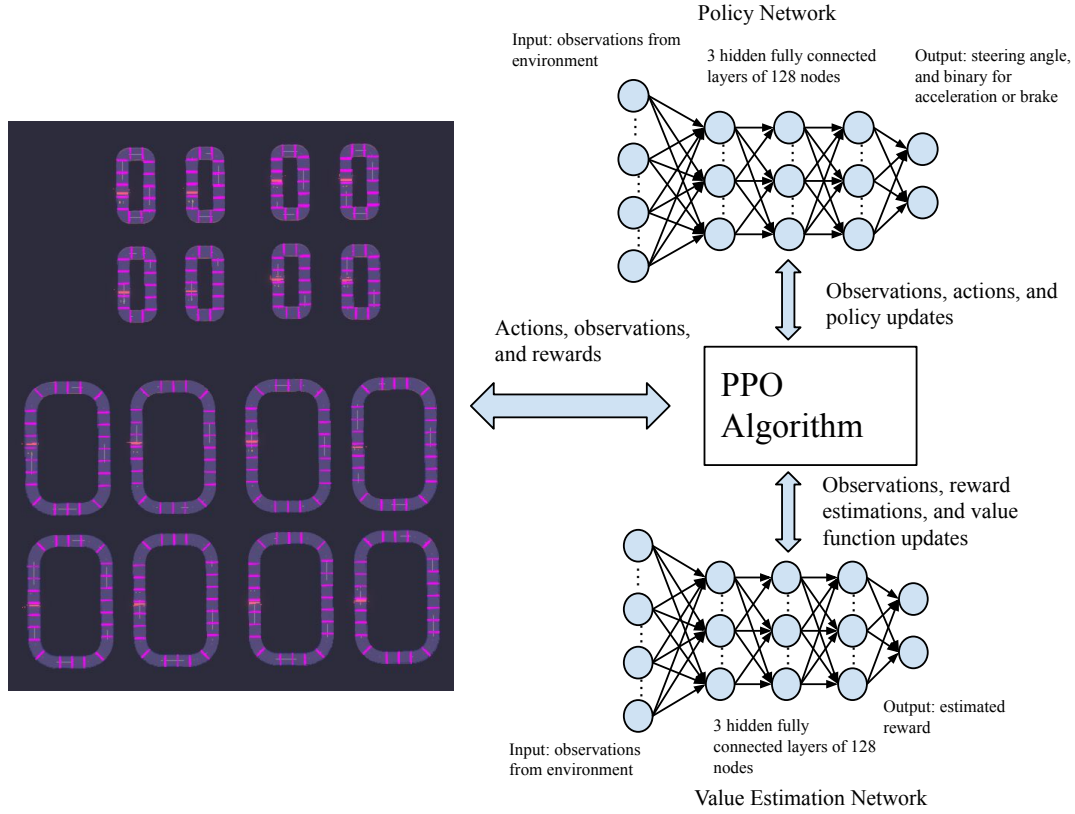 Policy Network
Input: observations from
environment
3 hidden fully connected
layers of 128 nodes
Output: steering angle,
and binary for
acceleration or brake
Observations, actions, and
policy updates
Actions, observations,
and rewards
PPO
Algorithm
Observations, reward
estimations, and value
function updates
Input: observations
from environment
3 hidden fully
connected layers of 128
nodes
Output: estimated
reward
Value Estimation Network